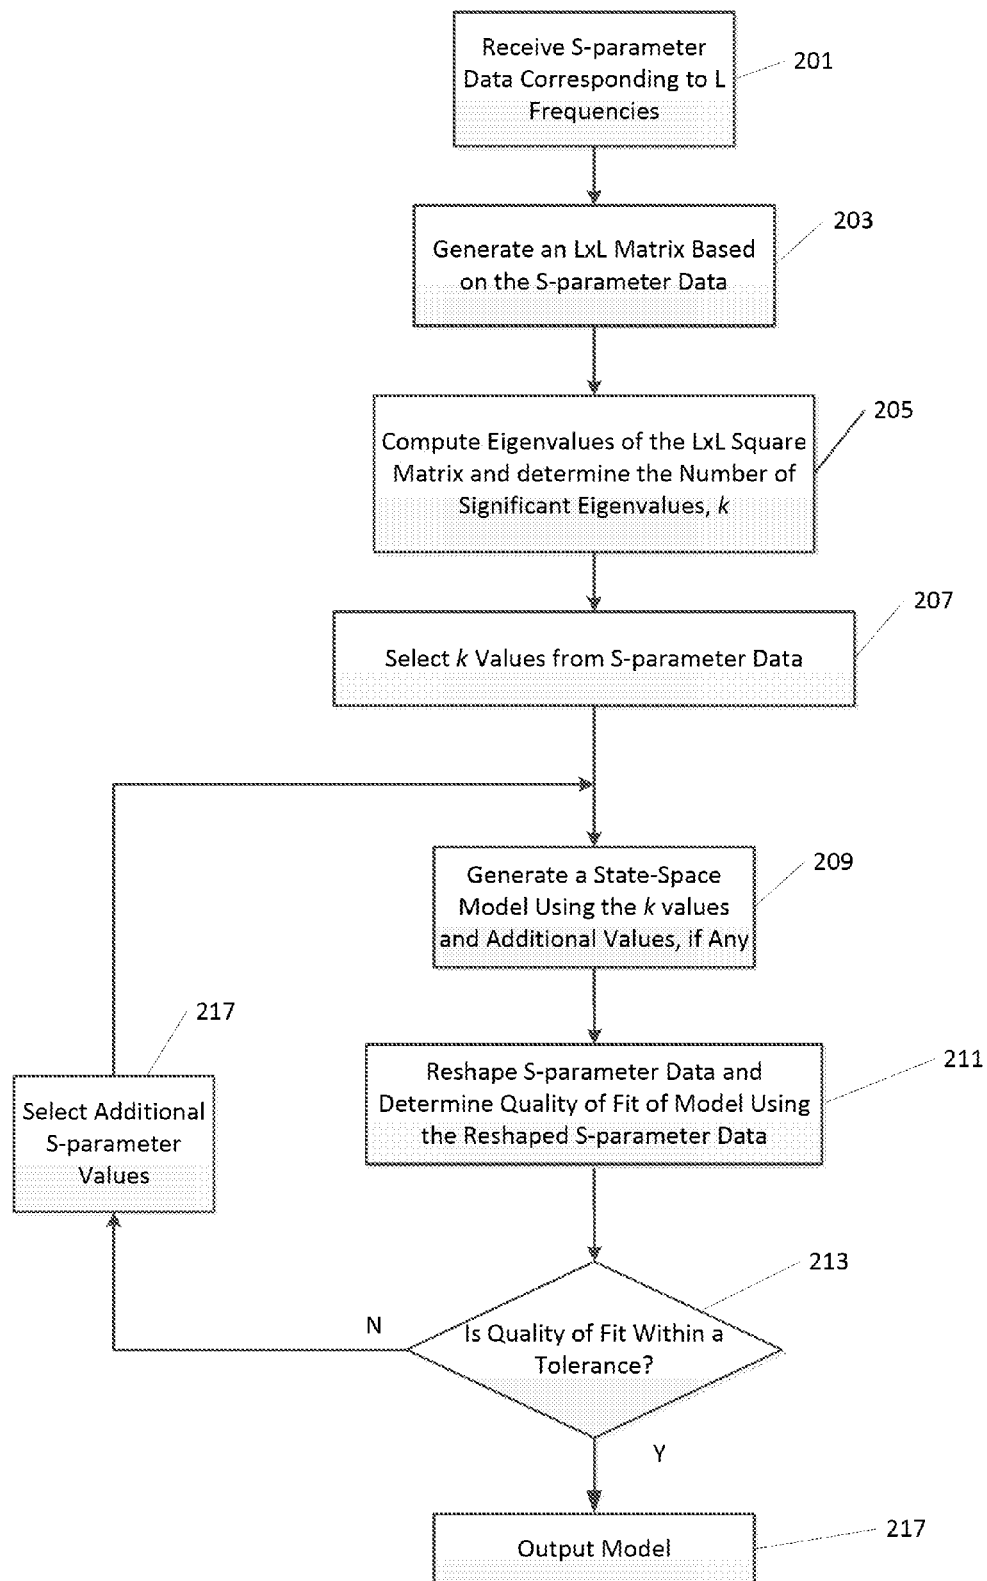 Receive S-parameter
Data Corresponding to L
Frequencies
201
Generate an LxL Matrix Based
on the S-parameter Data
203
Compute Eigenvalues of the LxL Square
Matrix and determine the Number of
Significant Eigenvalues, k
205
Select k Values from S-parameter Data
207
Generate a State-Space
Model Using the k values
and Additional Values, if Any
209
Reshape S-parameter Data and
Determine Quality of Fit of Model Using
the Reshaped S-parameter Data
211
Select Additional
S-parameter
Values
217
Is Quality of Fit Within a
Tolerance?
213
N
Y
Output Model
217